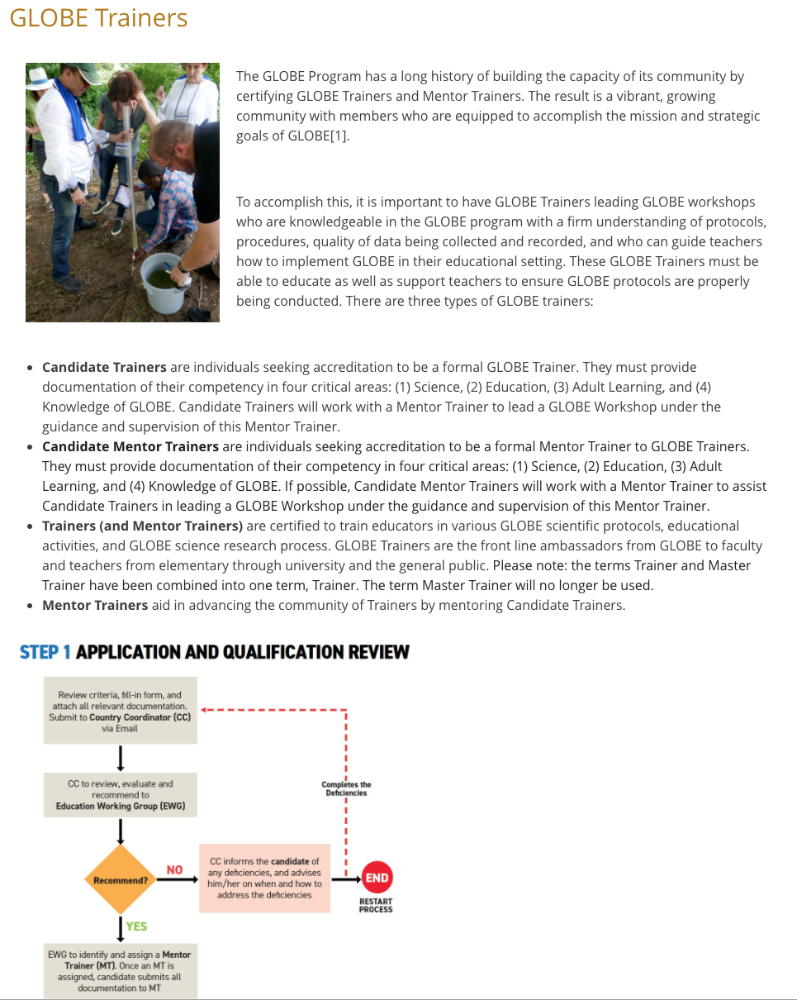 GLOBE Trainers
The GLOBE Program has a long history of building the capacity of its community by
certifying GLOBE Trainers and Mentor Trainers. The result is a vibrant, growing
community with members who are equipped to accomplish the mission and strategic
goals of GLOBE[1].
To accomplish this, it is important to have GLOBE Trainers leading GLOBE workshops
who are knowledgeable in the GLOBE program with a firm understanding of protocols,
procedures, quality of data being collected and recorded, and who can guide teachers
how to implement GLOBE in their educational setting. These GLOBE Trainers must be
able to educate as well as support teachers to ensure GLOBE protocols are properly
being conducted. There are three types of GLOBE trainers:
Candidate Trainers are individuals seeking accreditation to be a formal GLOBE Trainer. They must provide
documentation of their competency in four critical areas: (1) Science, (2) Education, (3) Adult Learning, and (4)
Knowledge of GLOBE. Candidate Trainers will work with a Mentor Trainer to lead a GLOBE Workshop under the
guidance and supervision of this Mentor Trainer.
Candidate Mentor Trainers are individuals seeking accreditation to be a formal Mentor Trainer to GLOBE Trainers.
They must provide documentation of their competency in four critical areas: (1) Science, (2) Education, (3) Adult
Learning, and (4) Knowledge of GLOBE. If possible, Candidate Mentor Trainers will work with a Mentor Trainer to assist
Candidate Trainers in leading a GLOBE Workshop under the guidance and supervision of this Mentor Trainer.
Trainers (and Mentor Trainers) are certified to train educators in various GLOBE scientific protocols, educational
activities, and GLOBE science research process. GLOBE Trainers are the front line ambassadors from GLOBE to faculty
and teachers from elementary through university and the general public. Please note: the terms Trainer and Master
Trainer have been combined into one term, Trainer. The term Master Trainer will no longer be used.
Mentor Trainers aid in advancing the community of Trainers by mentoring Candidate Trainers.
STEP 1 APPLICATION AND QUALIFICATION REVIEW
Review criteria, fill-in form, and
attach all relevant documentation.
Submit to Country Coordinator (CC)
via Email
CC to review, evaluate and
recommend to
Education Working Group (EWG)
Completes the
Deficiencies
Recommend?
NO
CC informs the candidate of
any deficiencies, and advises
him/her on when and how to
address the deficiencies
END
RESTART
PROCESS
YES
EWG to identify and assign a Mentor
Trainer (MT). Once an MT is
assigned, candidate submits all
documentation to MT